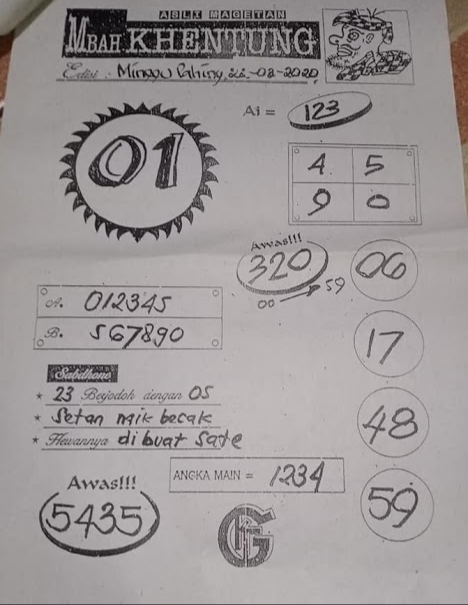 ASLI MAGETAN
MBAH KHENTUNG
Edisi : Minggu Pahing, 23-08-2020
01
Ai = 123
4 5
9 0
Awas!!!
320
00 → 59
06
A. 012345
B. 567890
17
Sabdhone
* 23 Bejodoh dengan 05
* Setan naik becak
* Hewannya dibuat Sate
48
ANGKA MAIN = 1234
Awas!!!
5435
59